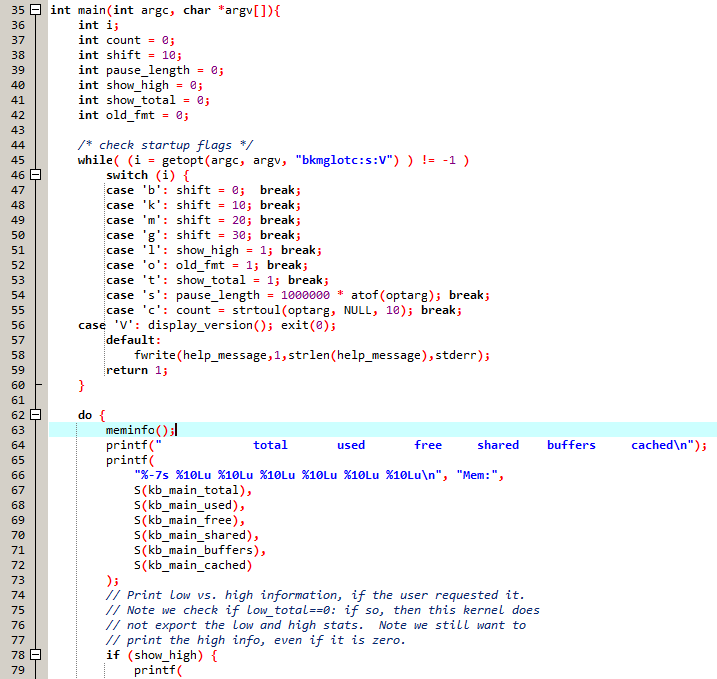 35 int main(int argc, char *argv[]){
36     int i;
37     int count = 0;
38     int shift = 10;
39     int pause_length = 0;
40     int show_high = 0;
41     int show_total = 0;
42     int old_fmt = 0;
43
44     /* check startup flags */
45     while( (i = getopt(argc, argv, "bkmglotc:s:V") ) != -1 )
46         switch (i) {
47         case 'b': shift = 0;  break;
48         case 'k': shift = 10; break;
49         case 'm': shift = 20; break;
50         case 'g': shift = 30; break;
51         case 'l': show_high = 1; break;
52         case 'o': old_fmt = 1; break;
53         case 't': show_total = 1; break;
54         case 's': pause_length = 1000000 * atof(optarg); break;
55         case 'c': count = strtoul(optarg, NULL, 10); break;
56     case 'V': display_version(); exit(0);
57         default:
58             fwrite(help_message,1,strlen(help_message),stderr);
59         return 1;
60     }
61
62     do {
63         meminfo();
64         printf("             total       used       free     shared    buffers     cached\n");
65         printf(
66             "%-7s %10Lu %10Lu %10Lu %10Lu %10Lu %10Lu\n", "Mem:",
67             S(kb_main_total),
68             S(kb_main_used),
69             S(kb_main_free),
70             S(kb_main_shared),
71             S(kb_main_buffers),
72             S(kb_main_cached)
73         );
74         // Print low vs. high information, if the user requested it.
75         // Note we check if low_total==0: if so, then this kernel does
76         // not export the low and high stats.  Note we still want to
77         // print the high info, even if it is zero.
78         if (show_high) {
79             printf(